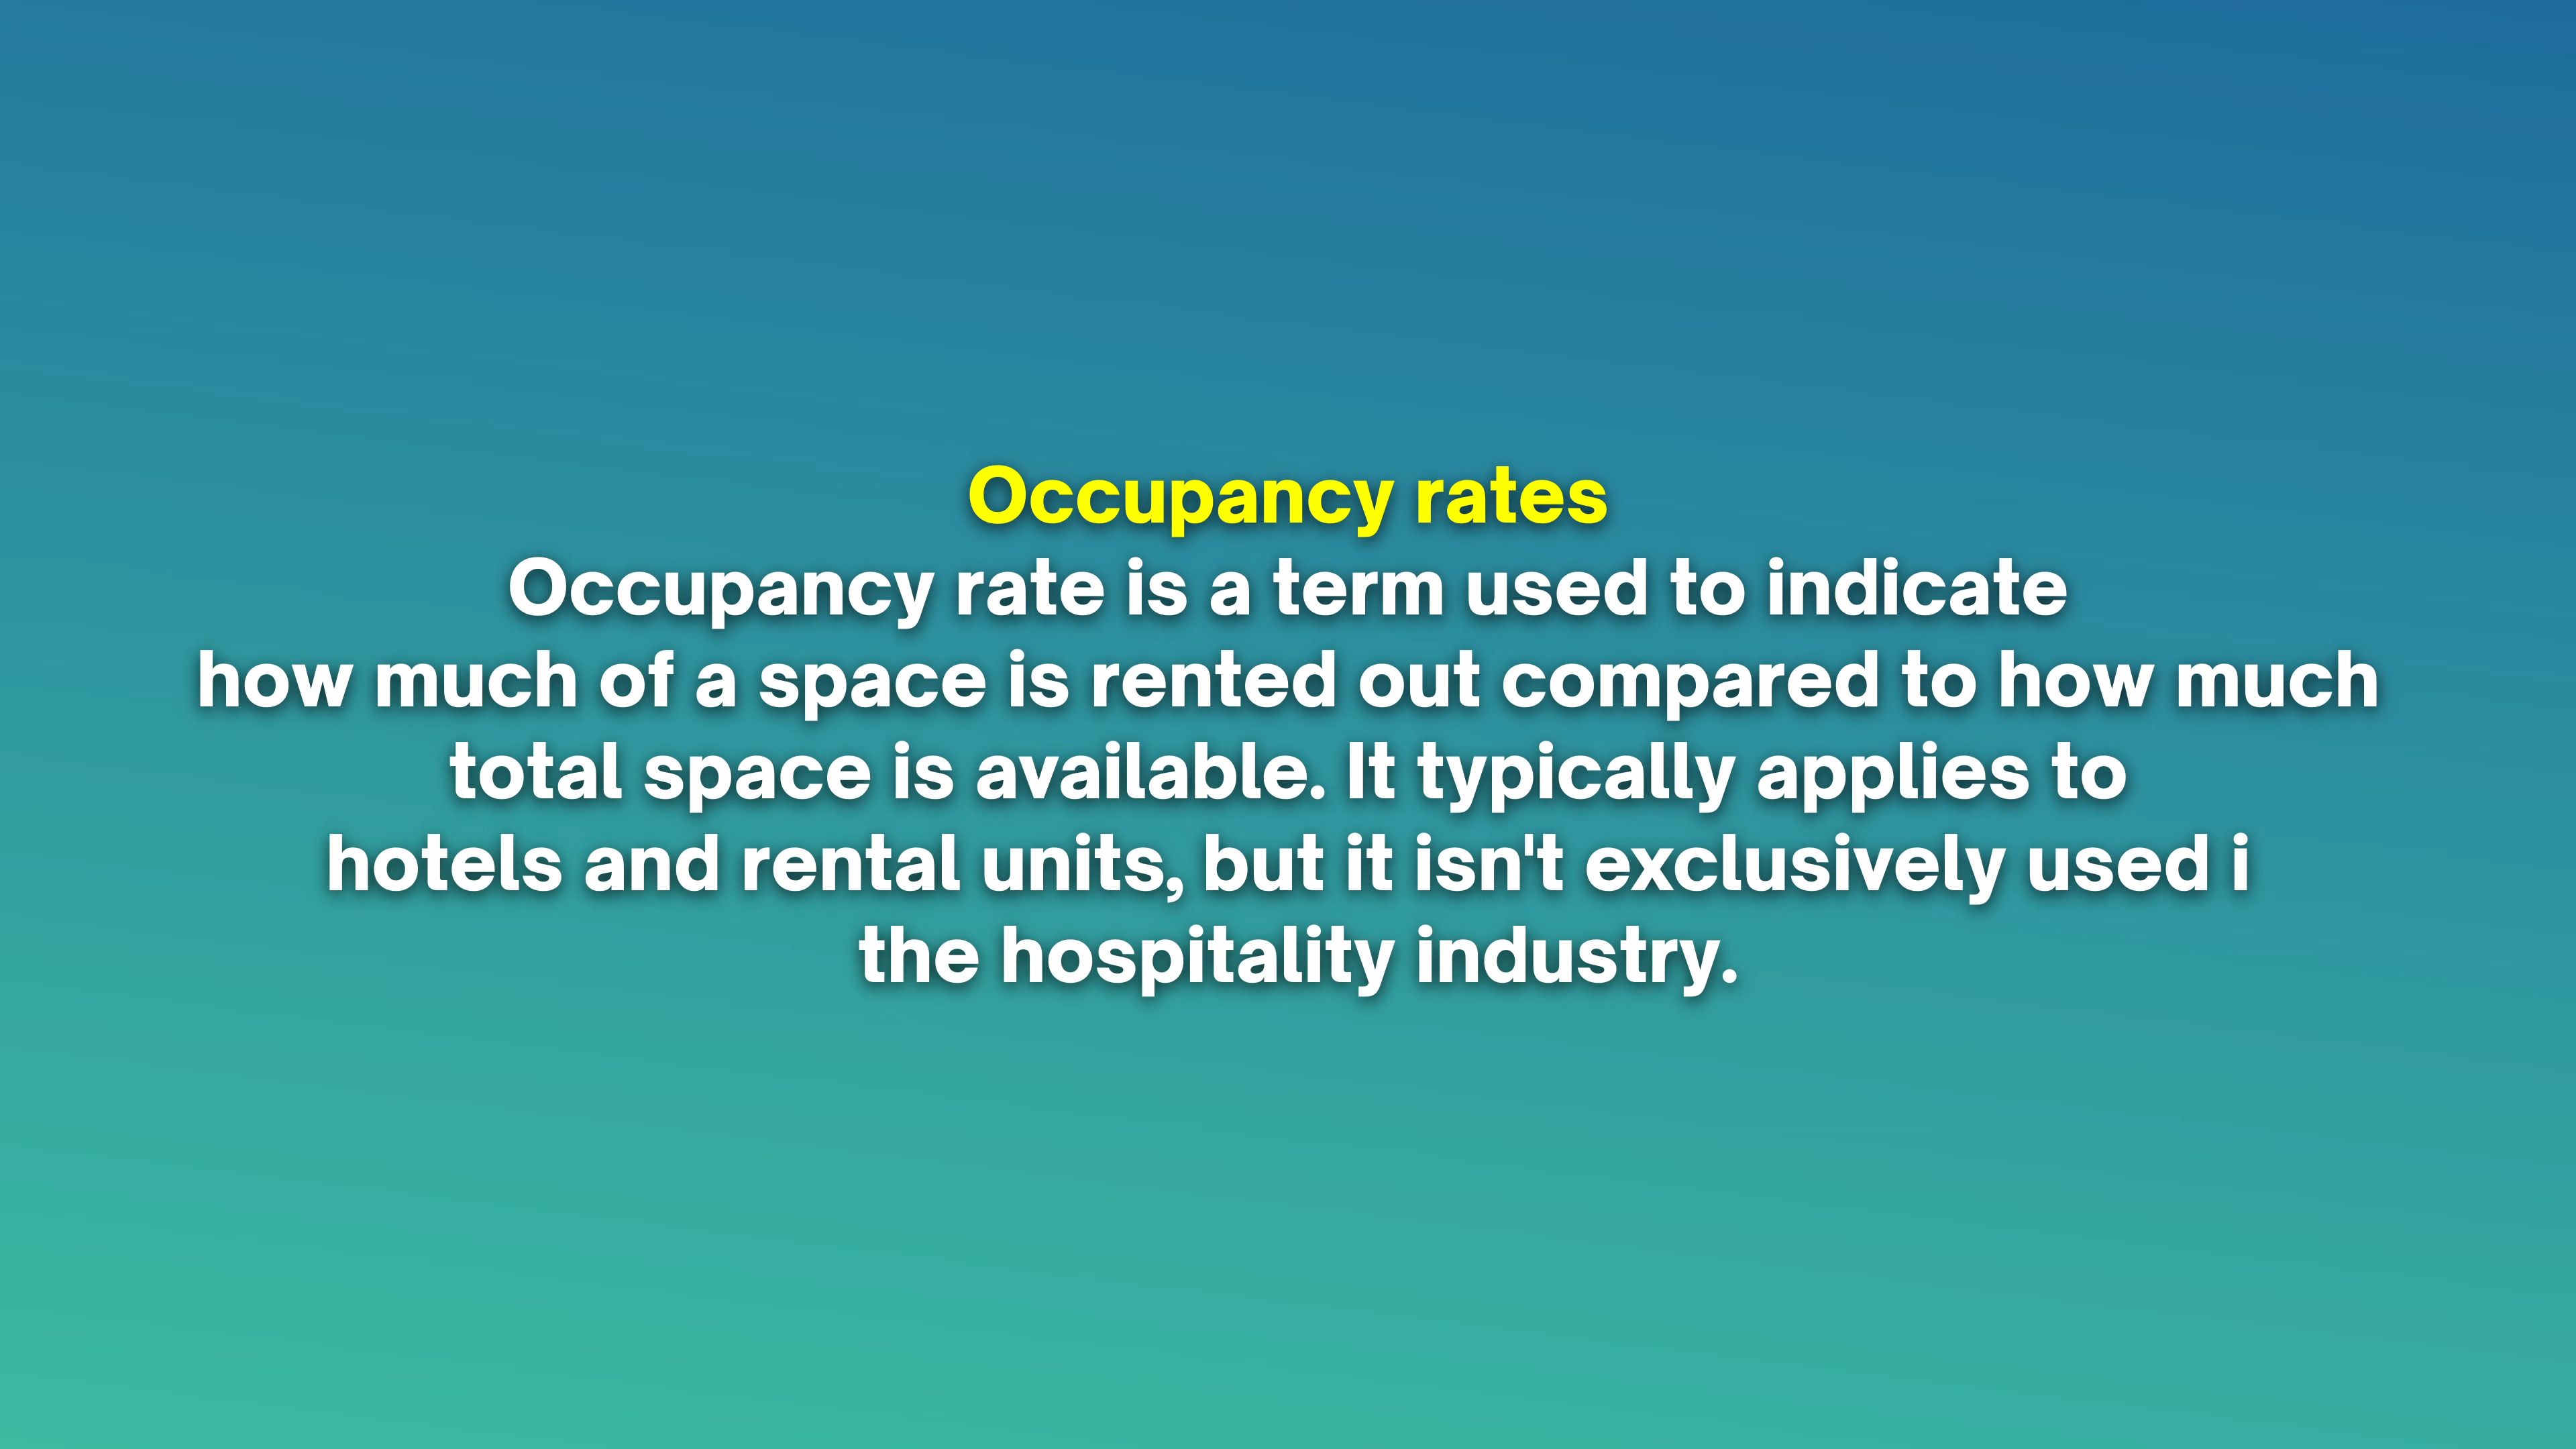 Occupancy rates
Occupancy rate is a term used to indicate
how much of a space is rented out compared to how much
total space is available. It typically applies to
hotels and rental units, but it isn't exclusively used i
the hospitality industry.